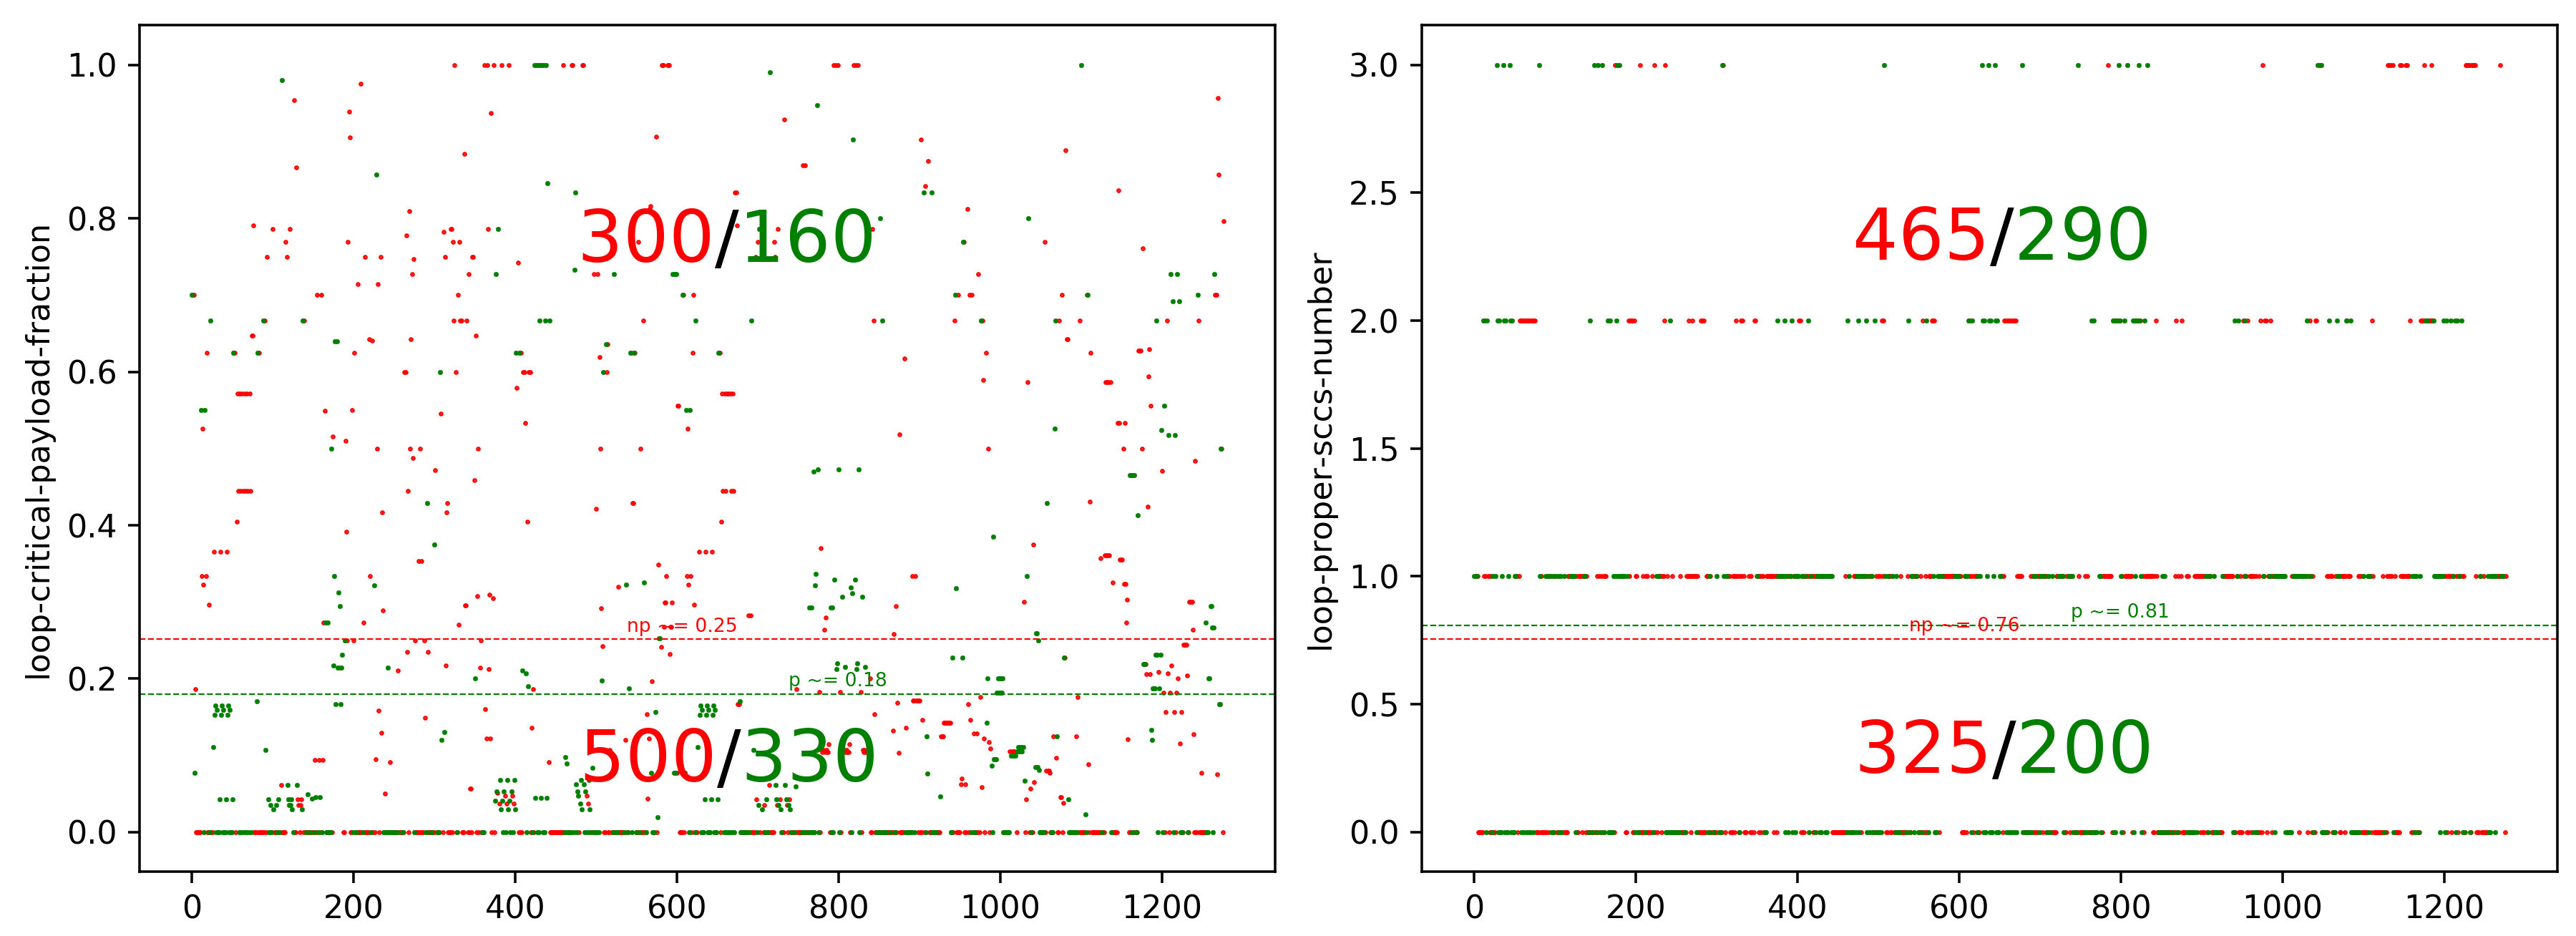 loop-critical-payload-fraction
1.0
0.8
0.6
0.4
0.2
0.0
300/160
np ~= 0.25
p ~= 0.18
500/330
0 200 400 600 800 1000 1200
loop-proper-sccs-number
3.0
2.5
2.0
1.5
1.0
0.5
0.0
465/290
p ~= 0.81
np ~= 0.76
325/200
0 200 400 600 800 1000 1200